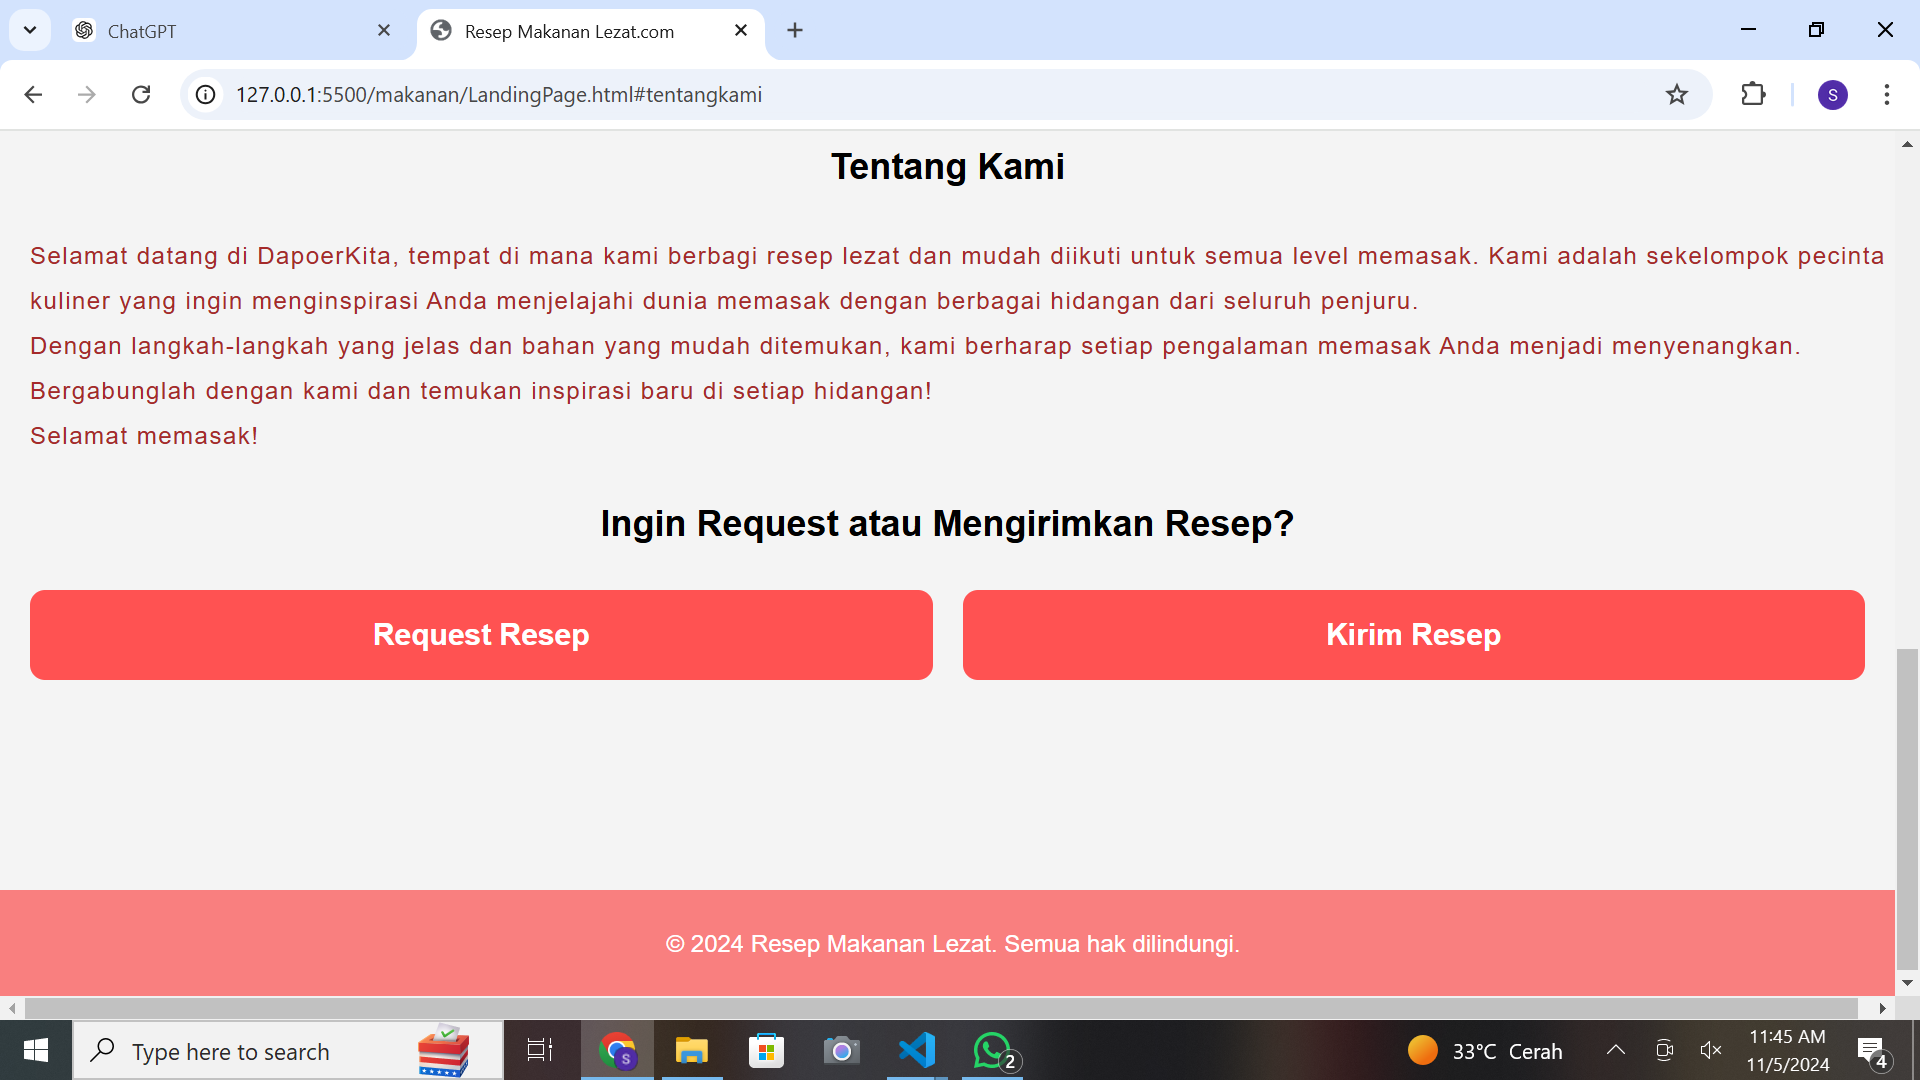 ChatGPT
Resep Makanan Lezat.com
127.0.0.1:5500/makanan/LandingPage.html#tentangkami
S
Tentang Kami
Selamat datang di DapoerKita, tempat di mana kami berbagi resep lezat dan mudah diikuti untuk semua level memasak. Kami adalah sekelompok pecinta
kuliner yang ingin menginspirasi Anda menjelajahi dunia memasak dengan berbagai hidangan dari seluruh penjuru.
Dengan langkah-langkah yang jelas dan bahan yang mudah ditemukan, kami berharap setiap pengalaman memasak Anda menjadi menyenangkan.
Bergabunglah dengan kami dan temukan inspirasi baru di setiap hidangan!
Selamat memasak!
Ingin Request atau Mengirimkan Resep?
Request Resep
Kirim Resep
© 2024 Resep Makanan Lezat. Semua hak dilindungi.
Type here to search
S
2
33°C Cerah
11:45 AM
11/5/2024
4